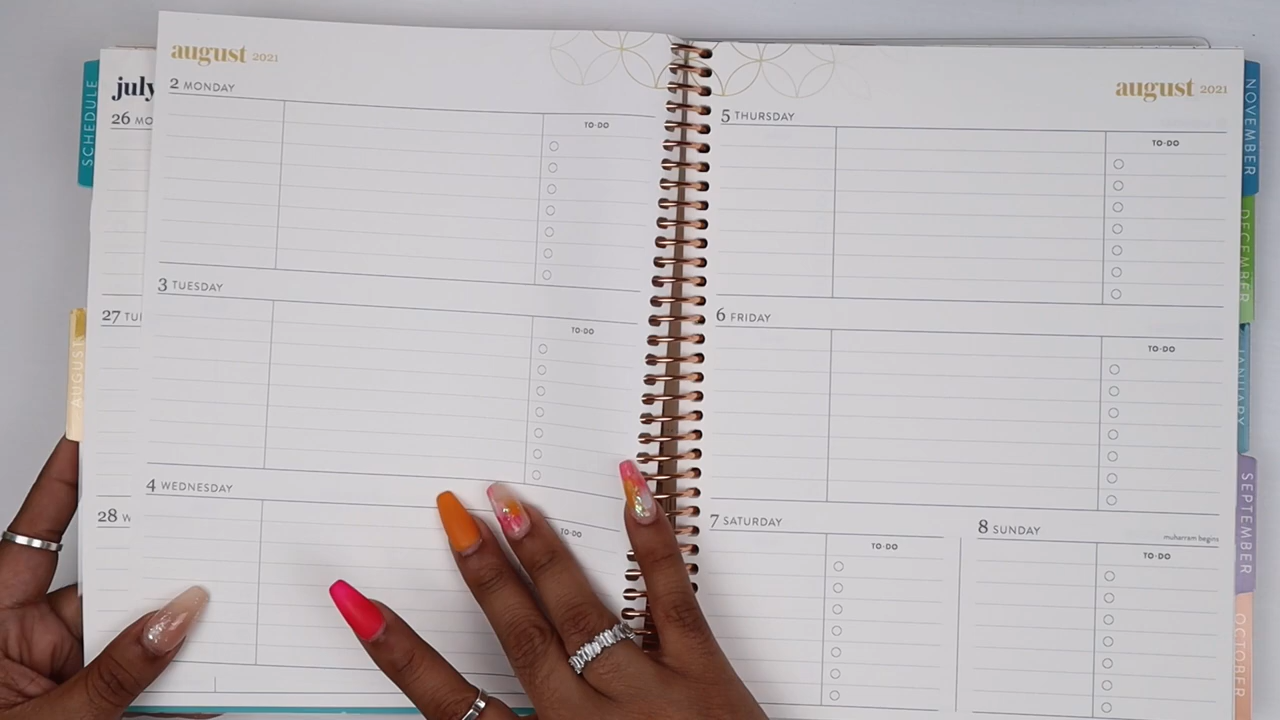 SCHEDULE
AUGUST
july
26 MO
27 TU
28 W
august 2021
2 MONDAY
TO-DO
3 TUESDAY
TO-DO
4 WEDNESDAY
TO-DO
august 2021
5 THURSDAY
TO-DO
6 FRIDAY
TO-DO
7 SATURDAY
TO-DO
8 SUNDAY
muharram begins
TO-DO
NOVEMBER
DECEMBER
JANUARY
SEPTEMBER
OCTOBER